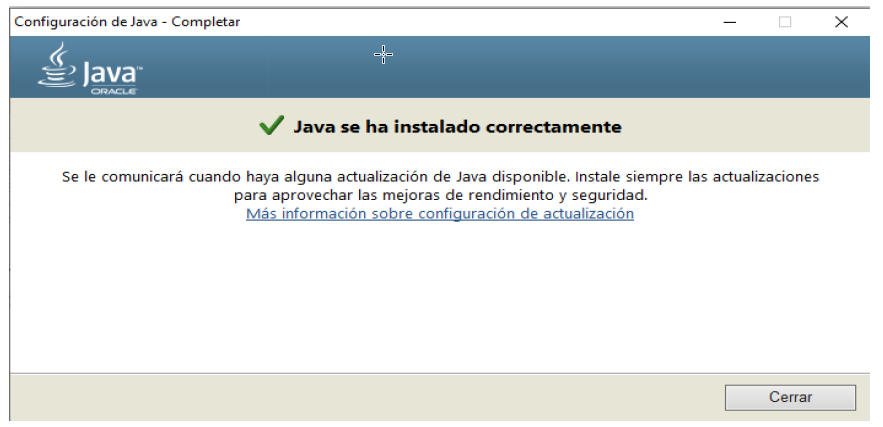 Configuración de Java - Completar
Java™
ORACLE
Java se ha instalado correctamente
Se le comunicará cuando haya alguna actualización de Java disponible. Instale siempre las actualizaciones
para aprovechar las mejoras de rendimiento y seguridad.
Más información sobre configuración de actualización
Cerrar